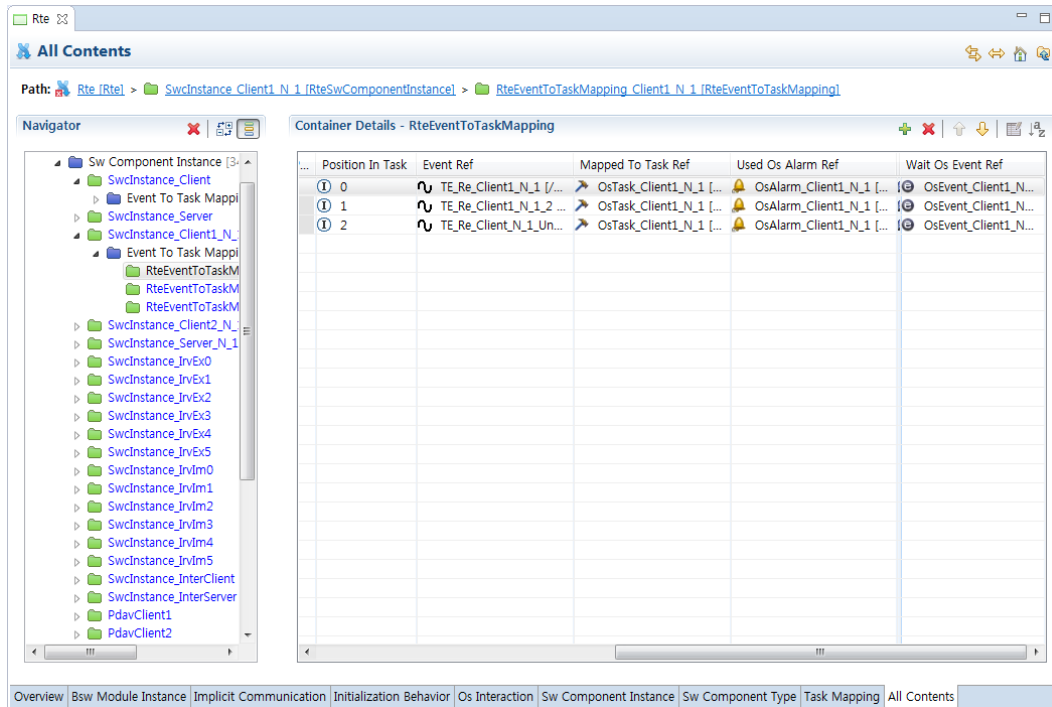 Rte
All Contents
Path: Rte [Rte] > SwcInstance_Client1_N_1 [RteSwComponentInstance] > RteEventToTaskMapping_Client1_N_1 [RteEventToTaskMapping]
Navigator
Sw Component Instance [34
SwcInstance_Client
Event To Task Mappi
SwcInstance_Server
SwcInstance_Client1_N_
Event To Task Mappi
RteEventToTaskM
RteEventToTaskM
RteEventToTaskM
SwcInstance_Client2_N_
SwcInstance_Server_N_1
SwcInstance_IrvEx0
SwcInstance_IrvEx1
SwcInstance_IrvEx2
SwcInstance_IrvEx3
SwcInstance_IrvEx4
SwcInstance_IrvEx5
SwcInstance_IrvIm0
SwcInstance_IrvIm1
SwcInstance_IrvIm2
SwcInstance_IrvIm3
SwcInstance_IrvIm4
SwcInstance_IrvIm5
SwcInstance_InterClient
SwcInstance_InterServer
PdavClient1
PdavClient2
Container Details - RteEventToTaskMapping
... Position In Task Event Ref Mapped To Task Ref Used Os Alarm Ref Wait Os Event Ref
0 TE_Re_Client1_N_1 [/... OsTask_Client1_N_1 [... OsAlarm_Client1_N_1 [... OsEvent_Client1_N...
1 TE_Re_Client1_N_1_2 ... OsTask_Client1_N_1 [... OsAlarm_Client1_N_1 [... OsEvent_Client1_N...
2 TE_Re_Client_N_1_Un... OsTask_Client1_N_1 [... OsAlarm_Client1_N_1 [... OsEvent_Client1_N...
Overview Bsw Module Instance Implicit Communication Initialization Behavior Os Interaction Sw Component Instance Sw Component Type Task Mapping All Contents